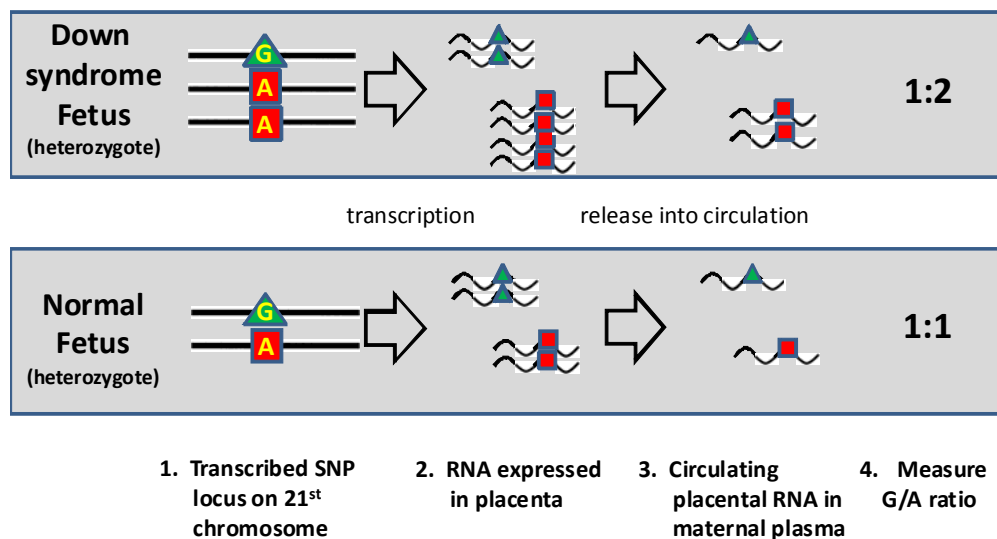 Down
syndrome
Fetus
(heterozygote)
G
A
A
1:2
transcription
release into circulation
Normal
Fetus
(heterozygote)
G
A
1:1
1. Transcribed SNP
locus on 21st
chromosome
2. RNA expressed
in placenta
3. Circulating
placental RNA in
maternal plasma
4. Measure
G/A ratio